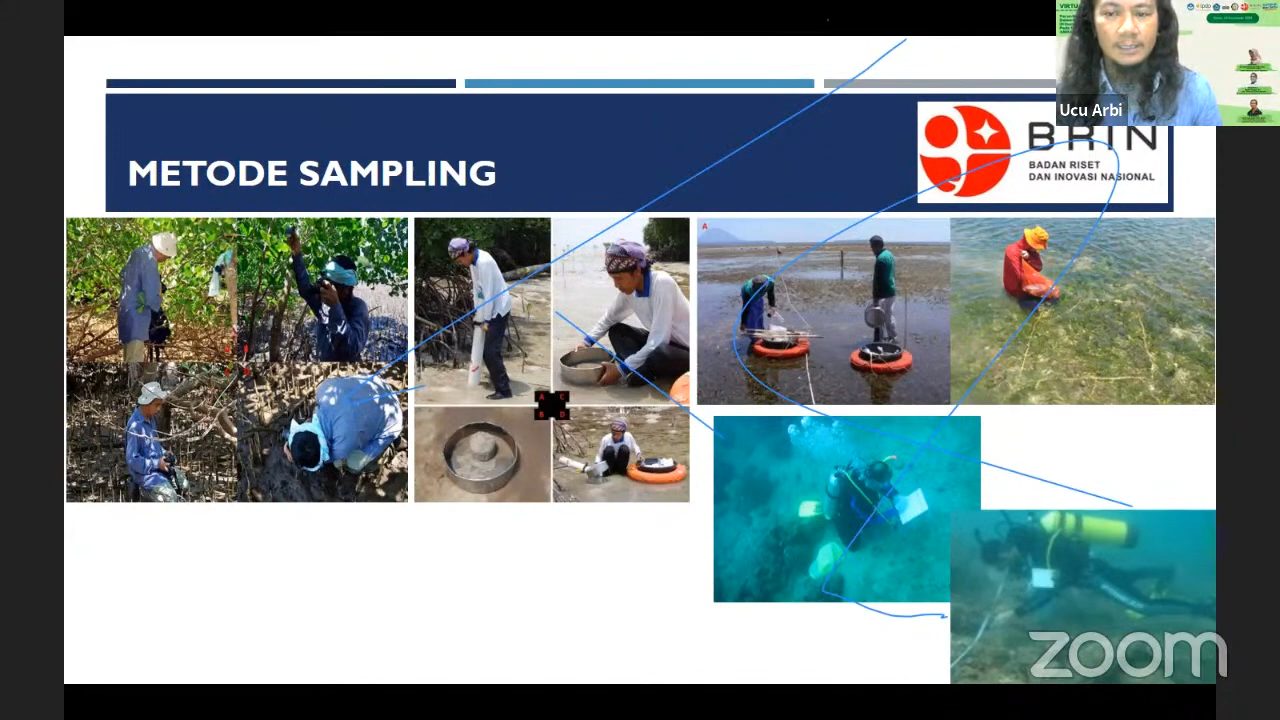 METODE SAMPLING
BRIN
BADAN RISET
DAN INOVASI NASIONAL
Ucu Arbi
A
A C
B D
zoom